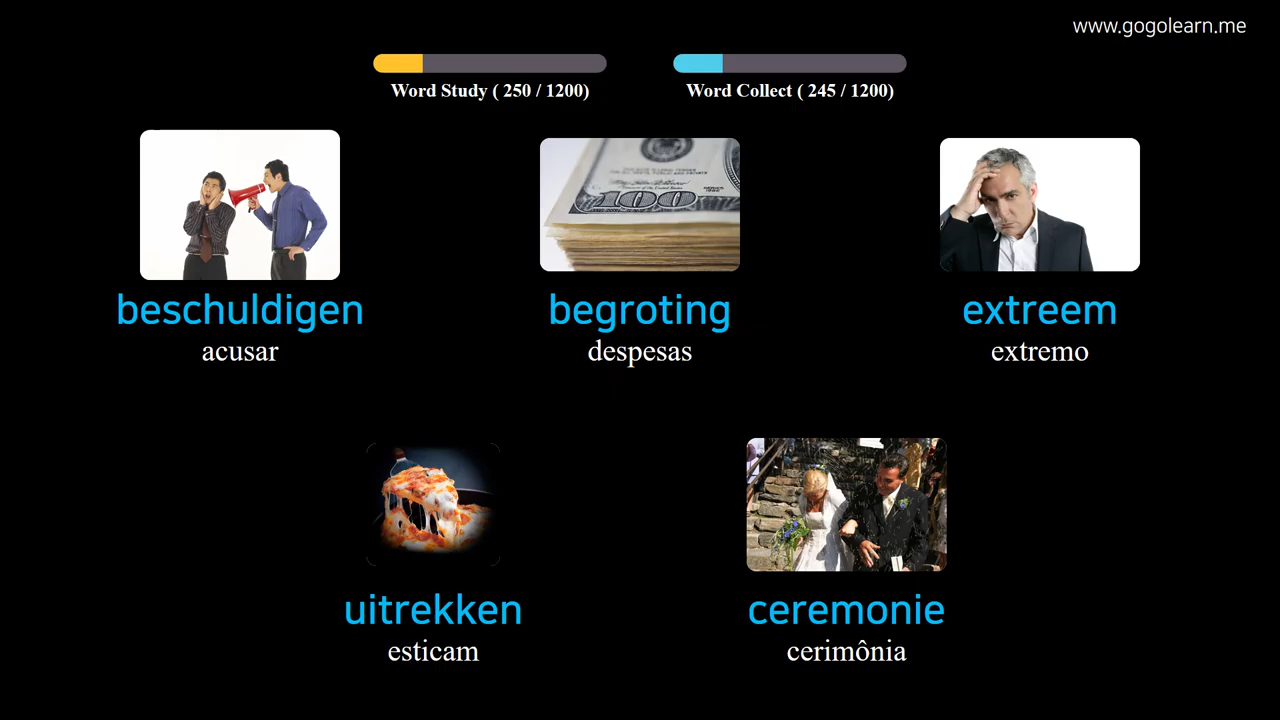 www.gogolearn.me
Word Study ( 250 / 1200)
Word Collect ( 245 / 1200)
100
beschuldigen
acusar
begroting
despesas
extreem
extremo
uitrekken
esticam
ceremonie
cerimônia